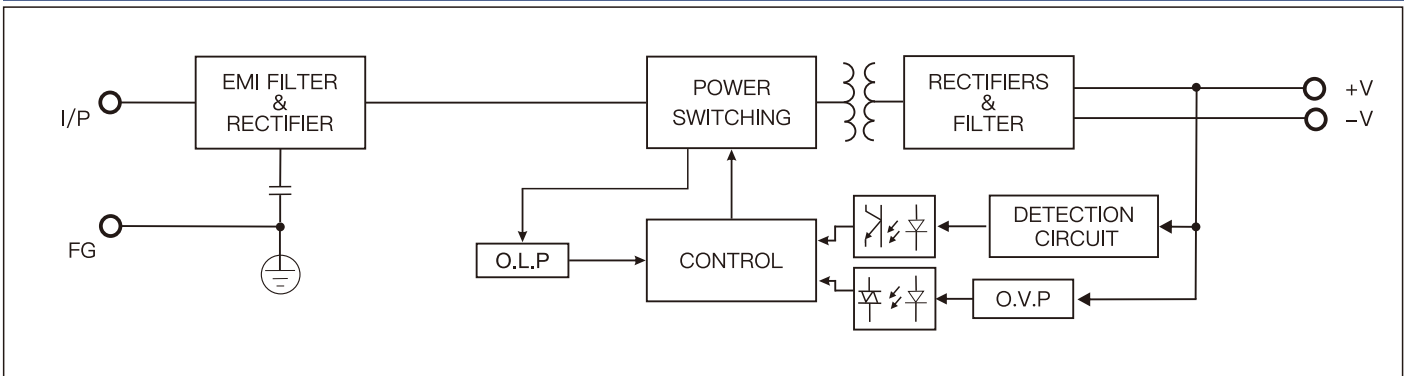 I/P
EMI FILTER
&
RECTIFIER
FG
POWER
SWITCHING
RECTIFIERS
&
FILTER
+V
−V
O.L.P
CONTROL
DETECTION
CIRCUIT
O.V.P